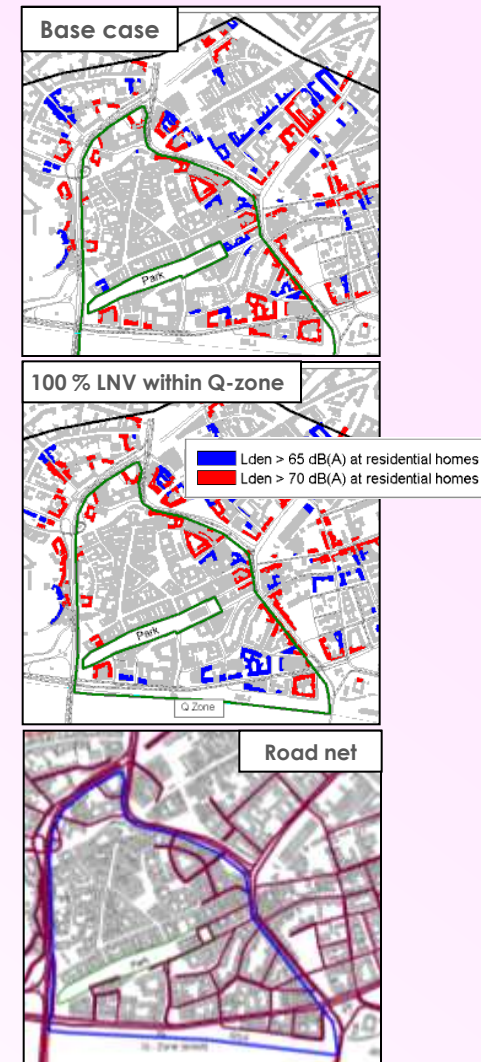 Base case
Park
100 % LNV within Q-zone
Lden > 65 dB(A) at residential homes
Lden > 70 dB(A) at residential homes
Park
Q Zone
Road net
Park